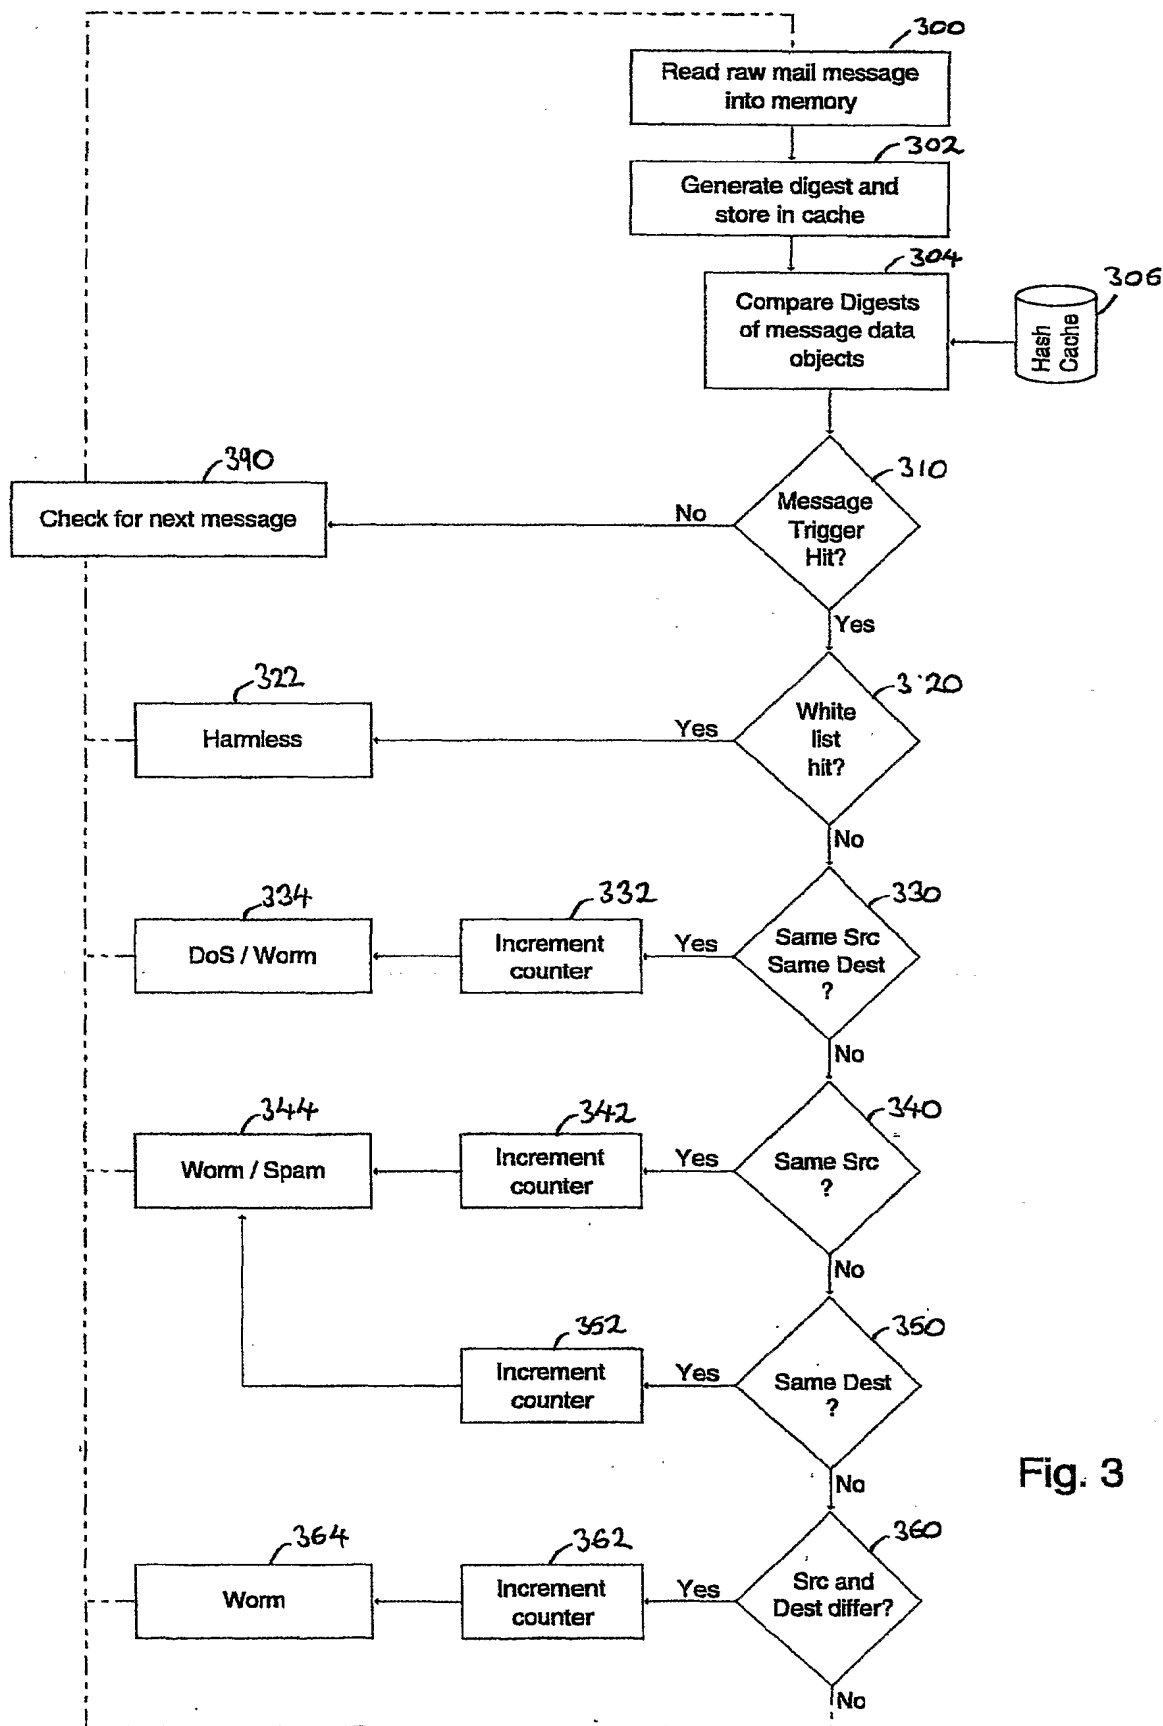 300
Read raw mail message
into memory
302
Generate digest and
store in cache
304
Compare Digests
of message data
objects
306
Hash
Cache
390
Check for next message
No
310
Message
Trigger
Hit?
Yes
322
Harmless
Yes
320
White
list
hit?
No
334
DoS / Worm
332
Increment
counter
Yes
330
Same Src
Same Dest
?
No
344
Worm / Spam
342
Increment
counter
Yes
340
Same Src
?
No
352
Increment
counter
Yes
350
Same Dest
?
No
Fig. 3
364
Worm
362
Increment
counter
Yes
360
Src and
Dest differ?
No